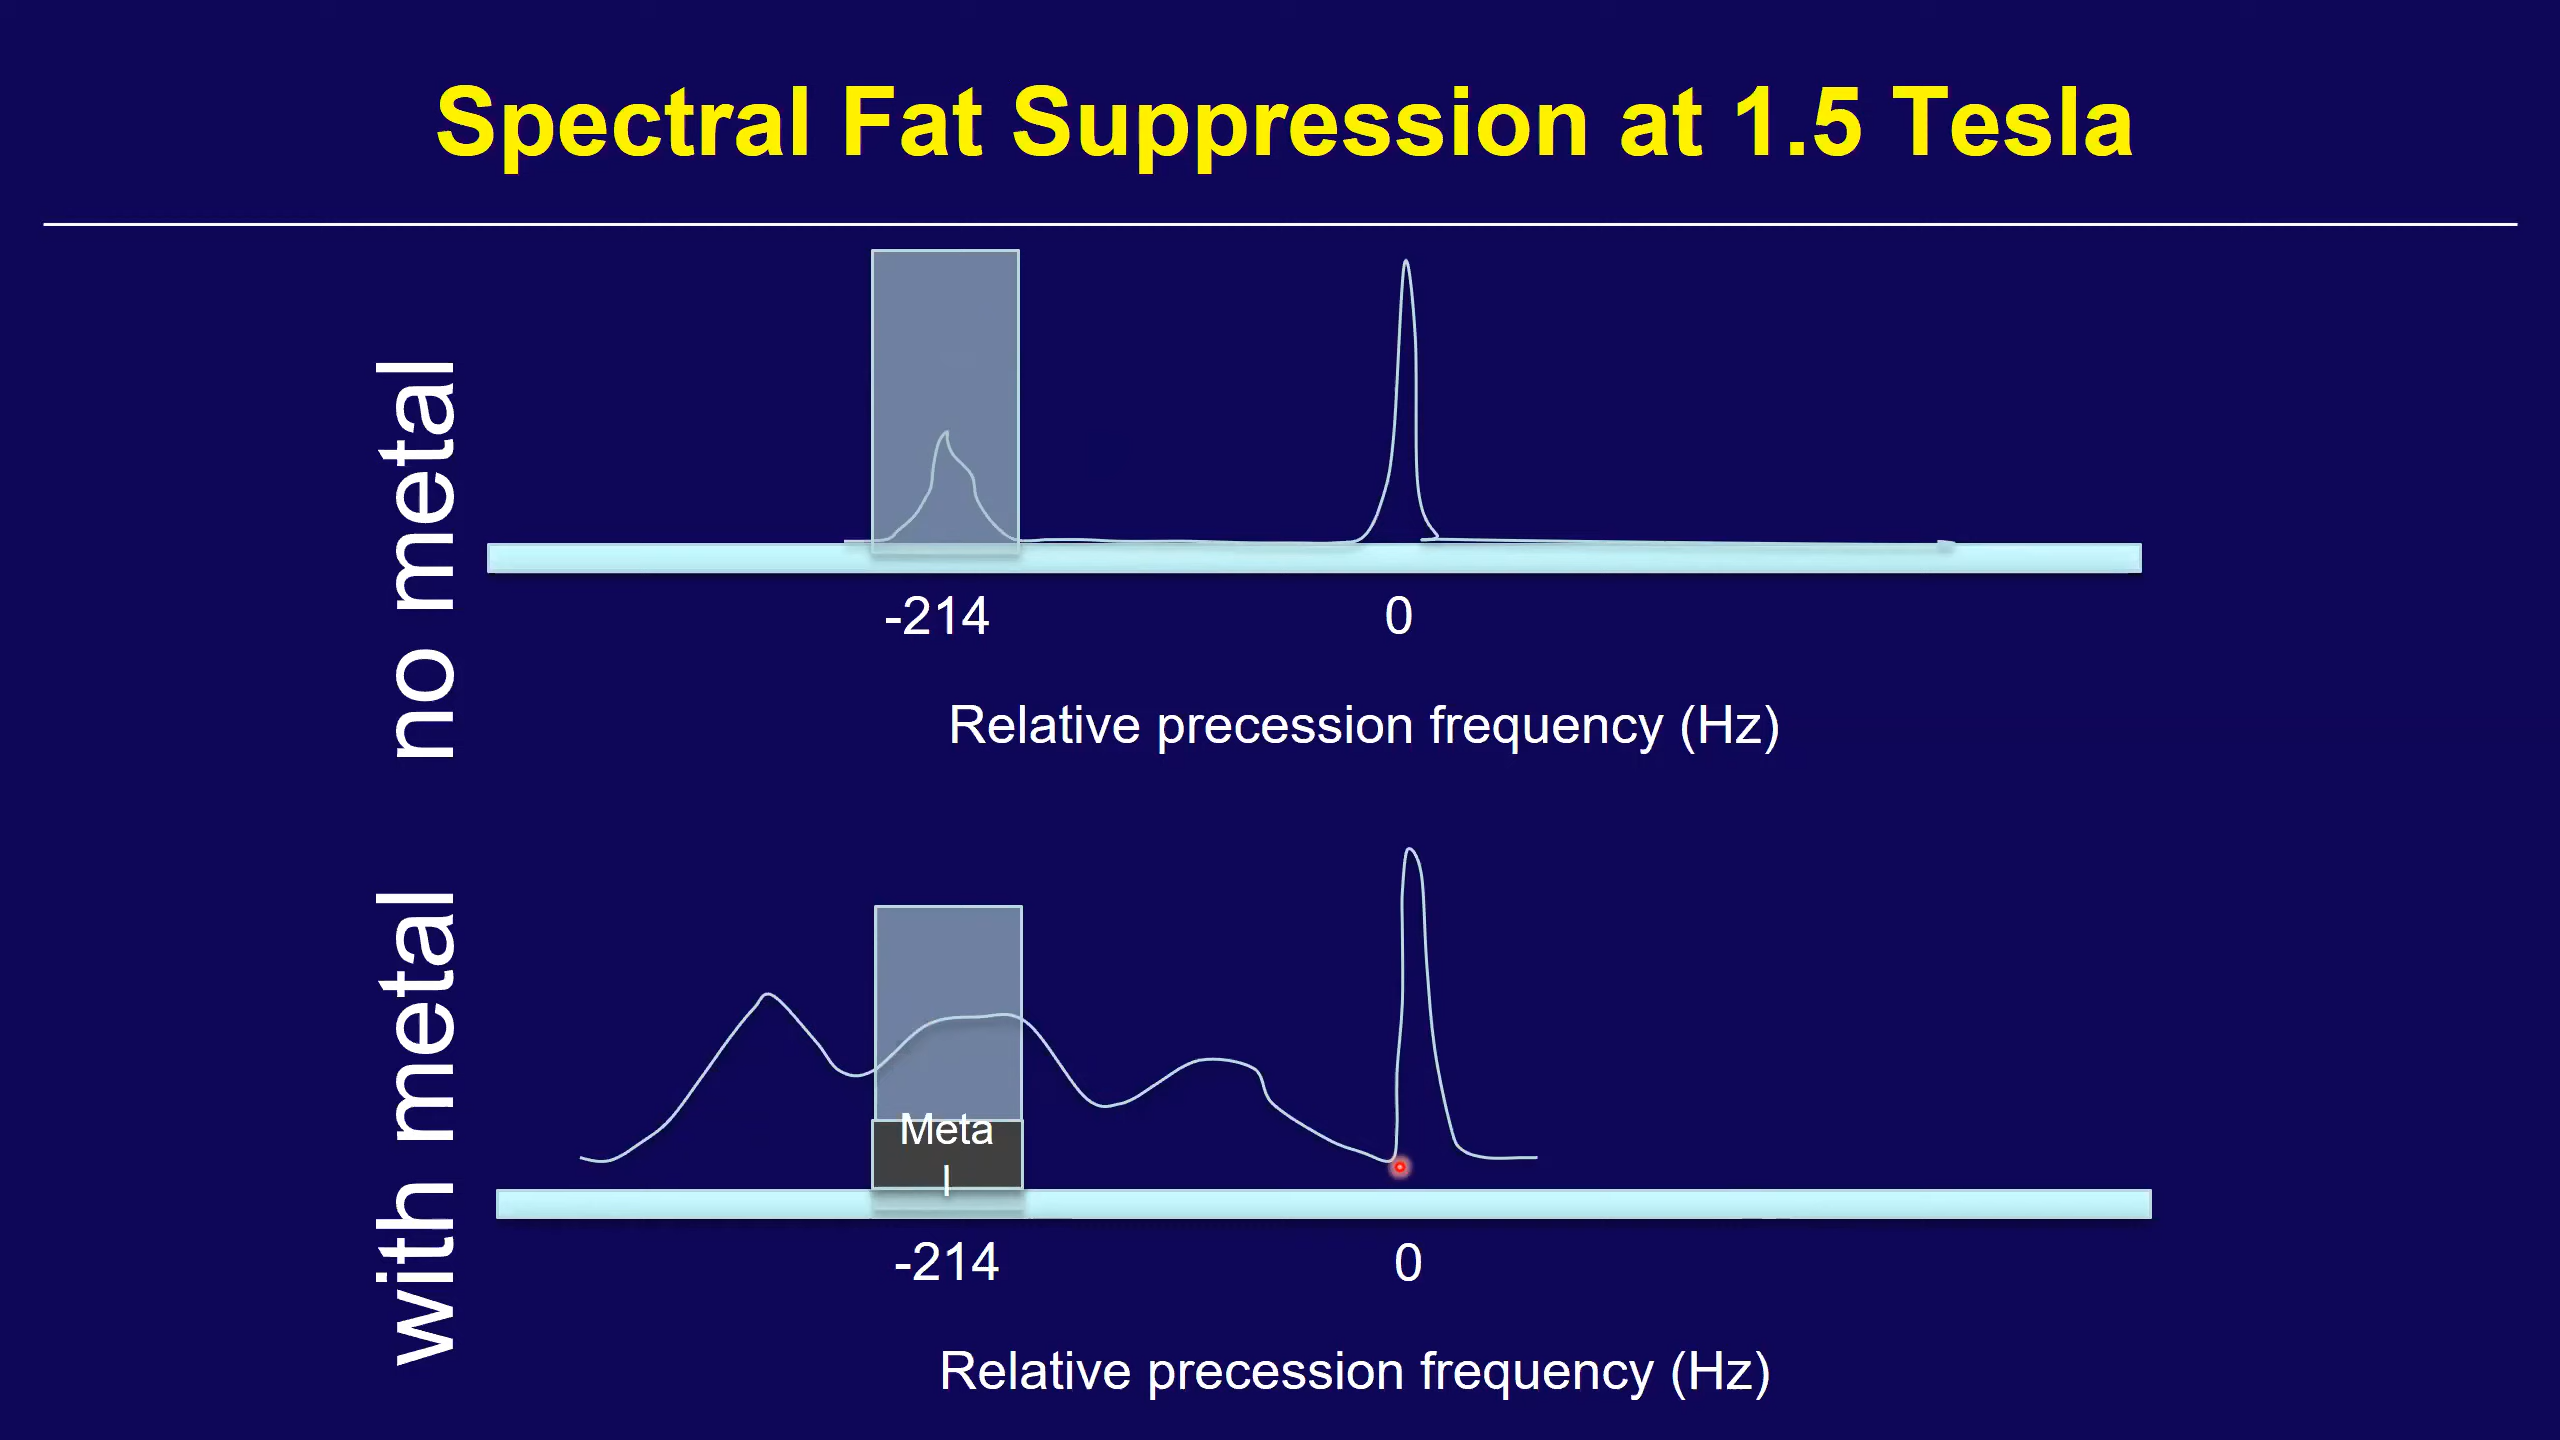 Spectral Fat Suppression at 1.5 Tesla
no metal
-214
0
Relative precession frequency (Hz)
with metal
Meta
l
-214
0
Relative precession frequency (Hz)